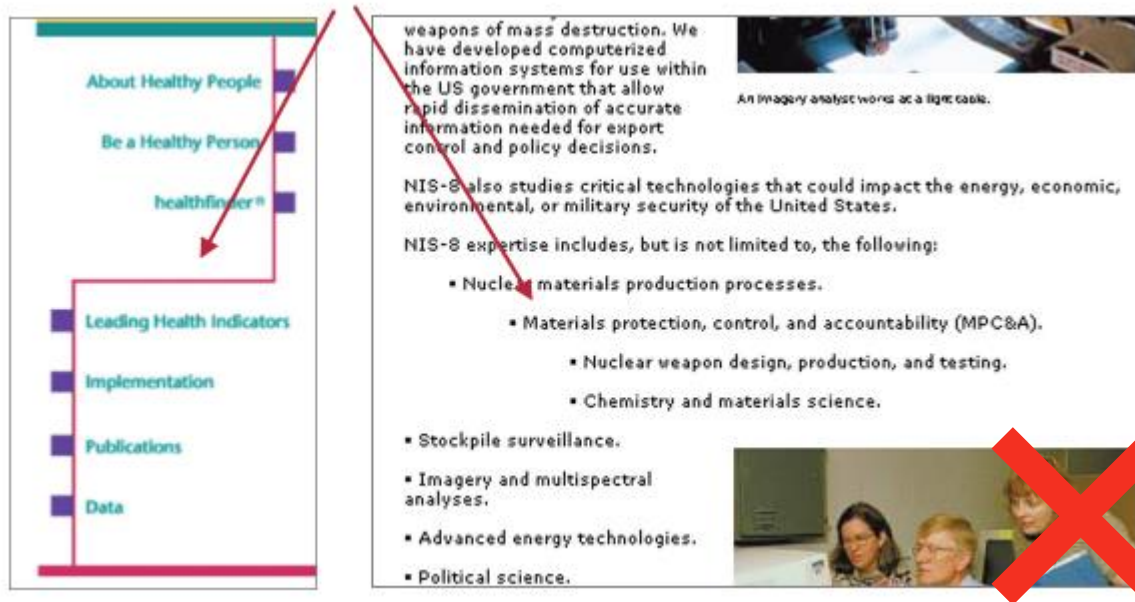 About Healthy People
Be a Healthy Person
healthfinder®
Leading Health Indicators
Implementation
Publications
Data
weapons of mass destruction. We
have developed computerized
information systems for use within
the US government that allow
rapid dissemination of accurate
information needed for export
control and policy decisions.
An imagery analyst works at a light table.
NIS-8 also studies critical technologies that could impact the energy, economic,
environmental, or military security of the United States.
NIS-8 expertise includes, but is not limited to, the following:
▪ Nuclear materials production processes.
▪ Materials protection, control, and accountability (MPC&A).
▪ Nuclear weapon design, production, and testing.
▪ Chemistry and materials science.
▪ Stockpile surveillance.
▪ Imagery and multispectral
analyses.
▪ Advanced energy technologies.
▪ Political science.